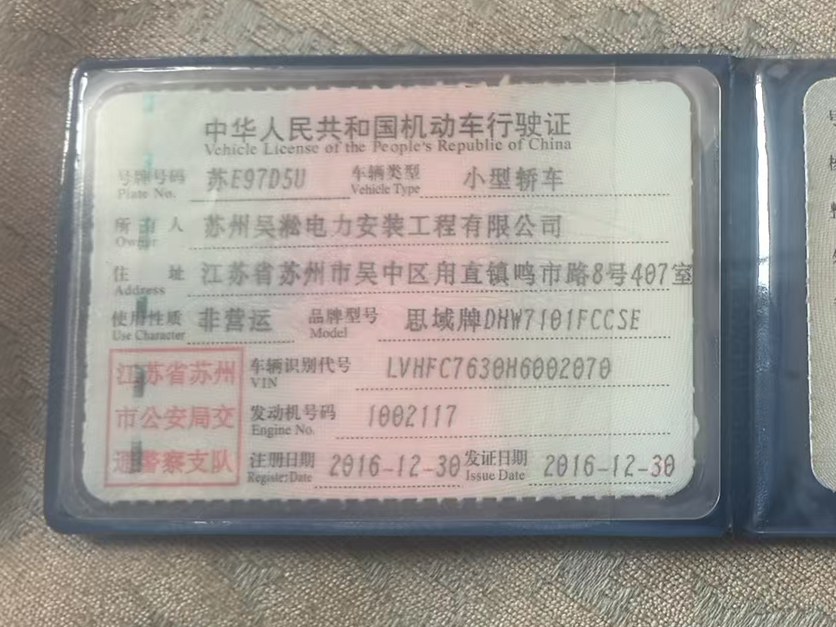 中华人民共和国机动车行驶证
Vehicle License of the People's Republic of China
号牌号码 苏E97D5U 车辆类型 小型轿车
Plate No. Vehicle Type
所有人 苏州吴淞电力安装工程有限公司
Owner
住址 江苏省苏州市吴中区甪直镇鸣市路8号407室
Address
使用性质 非营运 品牌型号 思域牌DHW7101FCCSE
Use Character Model
江苏省苏州 车辆识别代号 LVHFC7630H6002070
VIN
市公安局交 发动机号码 1002117
Engine No.
通警察支队 注册日期 2016-12-30 发证日期 2016-12-30
Register Date Issue Date